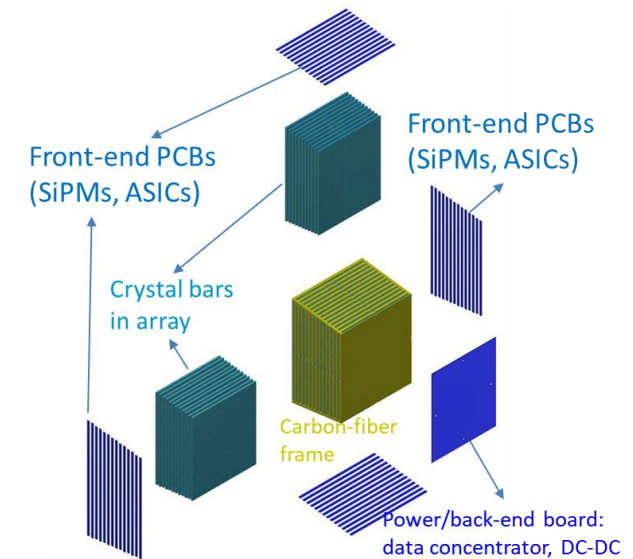 Front-end PCBs
(SiPMs, ASICs)
Front-end PCBs
(SiPMs, ASICs)
Crystal bars
in array
Carbon-fiber
frame
Power/back-end board:
data concentrator, DC-DC